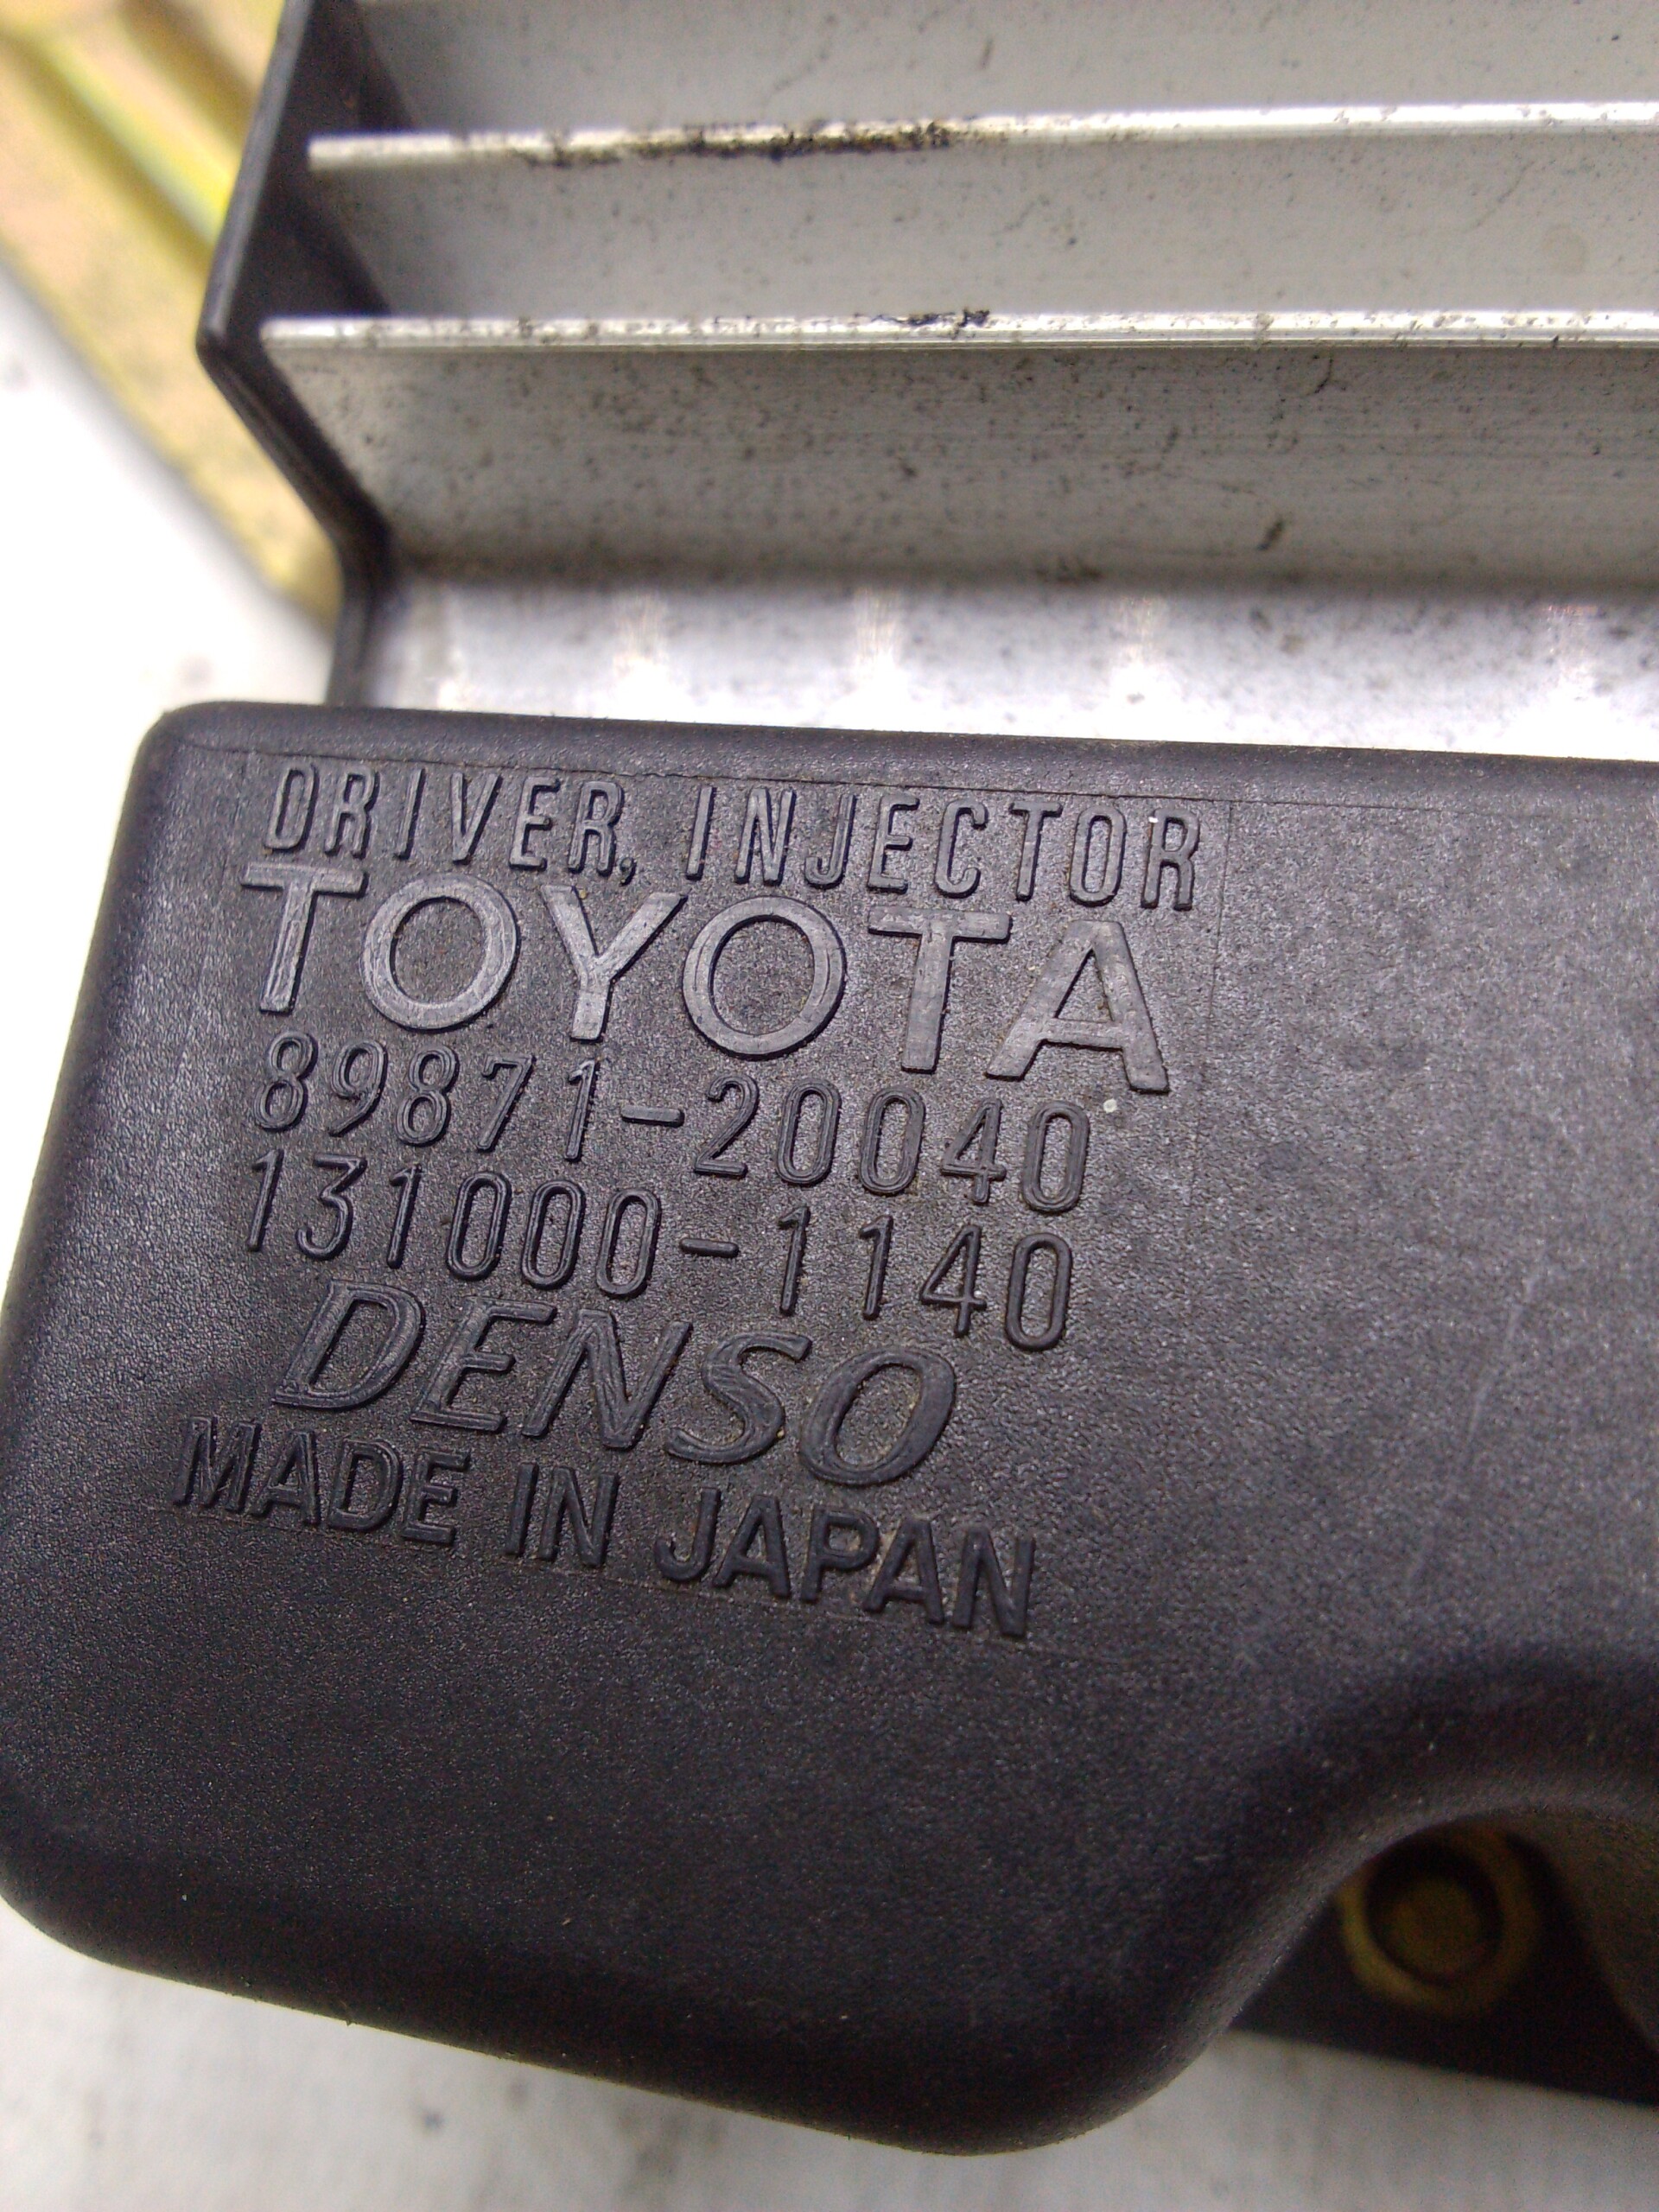 DRIVER, INJECTOR
TOYOTA
89871-20040
131000-1140
DENSO
MADE IN JAPAN